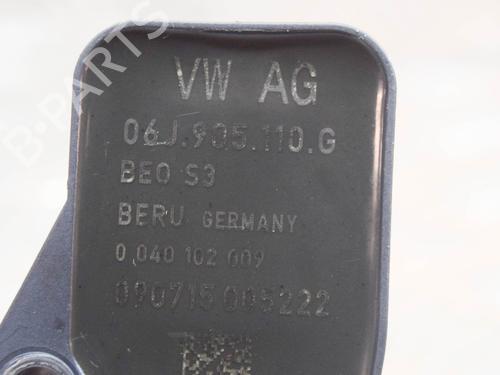 VW AG
06J.905.110.G
BEO S3
BERU GERMANY
0 040 102 009
090715 005222
B-PARTS